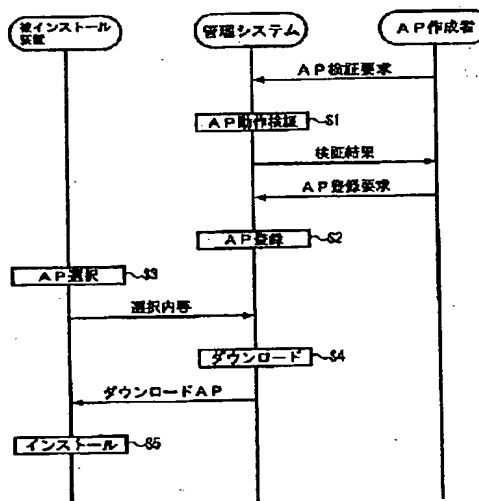 被インストール
装置
管理システム
AP作成者
AP検証要求
AP動作検証
S1
検証結果
AP登録要求
AP登録
S2
AP選択
S3
選択内容
ダウンロード
S4
ダウンロードAP
インストール
S5